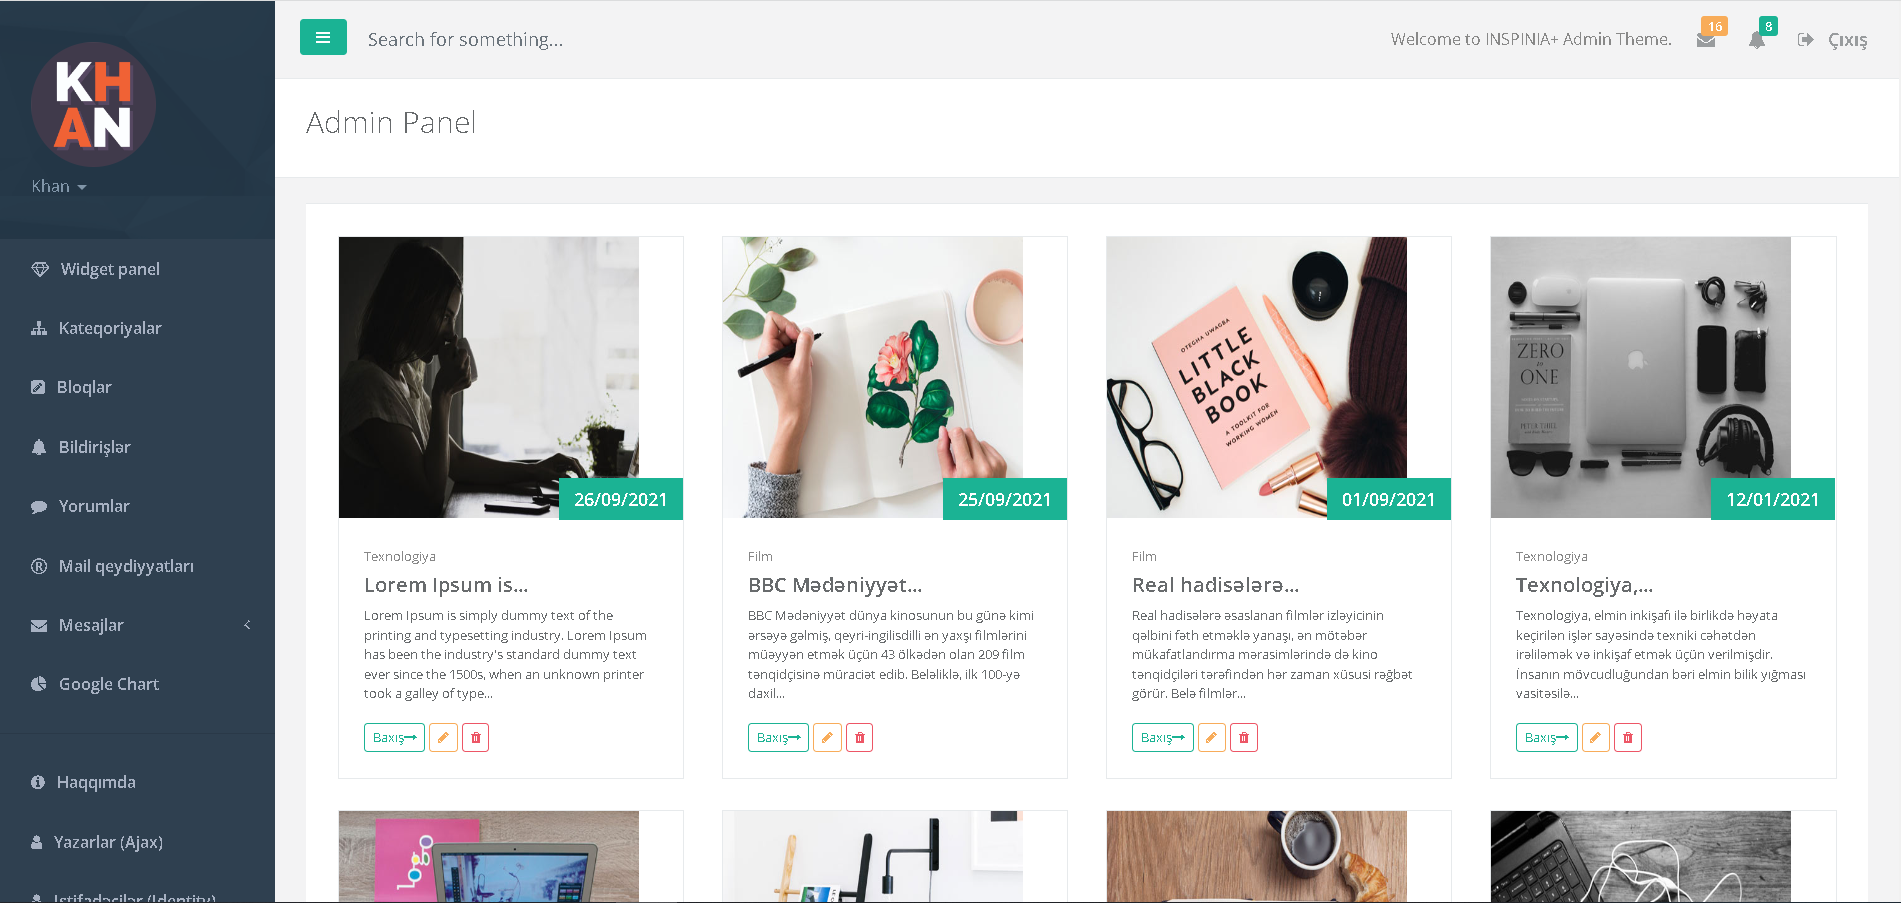 KH
AN
Khan
Widget panel
Kateqoriyalar
Bloqlar
Bildirişlər
Yorumlar
Mail qeydiyyatları
Mesajlar
Google Chart
Haqqımda
Yazarlar (Ajax)
Istifadəçilər (Identity)
Search for something...
Welcome to INSPINIA+ Admin Theme.
16
8
Çıxış
Admin Panel
26/09/2021
Texnologiya
Lorem Ipsum is...
Lorem Ipsum is simply dummy text of the
printing and typesetting industry. Lorem Ipsum
has been the industry's standard dummy text
ever since the 1500s, when an unknown printer
took a galley of type...
Baxış
25/09/2021
Film
BBC Mədəniyyət...
BBC Mədəniyyət dünya kinosunun bu günə kimi
ərsəyə gəlmiş, qeyri-ingilisdilli ən yaxşı filmlərini
müəyyən etmək üçün 43 ölkədən olan 209 film
tənqidçisinə müraciət edib. Beləliklə, ilk 100-yə
daxil...
Baxış
OTEGHA UWAGBA
LITTLE
BLACK
BOOK
A TOOLKIT FOR
WORKING WOMEN
01/09/2021
Film
Real hadisələrə...
Real hadisələrə əsaslanan filmlər izləyicinin
qəlbini fəth etməklə yanaşı, ən mötəbər
mükafatlandırma mərasimlərində də kino
tənqidçiləri tərəfindən hər zaman xüsusi rəğbət
görür. Belə filmlər...
Baxış
ZERO
to
ONE
PETER THIEL
12/01/2021
Texnologiya
Texnologiya,...
Texnologiya, elmin inkişafı ilə birlikdə həyata
keçirilən işlər sayəsində texniki cəhətdən
irəliləmək və inkişaf etmək üçün verilmişdir.
İnsanın mövcudluğundan bəri elmin bilik yığması
vasitəsilə...
Baxış
logo